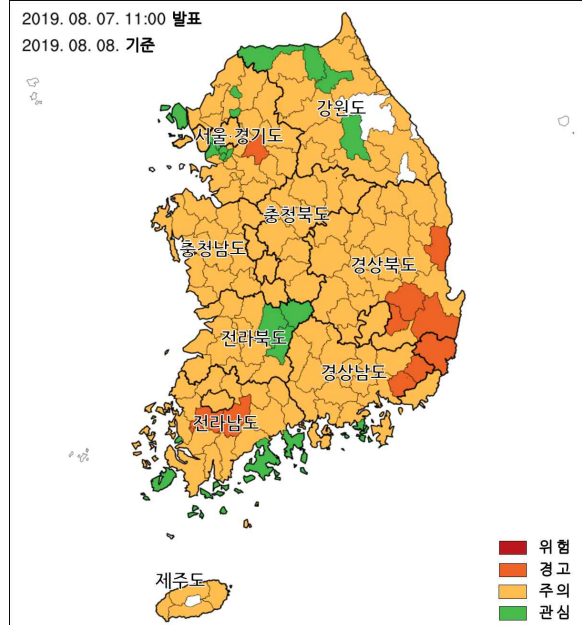 2019. 08. 07. 11:00 발표
2019. 08. 08. 기준
강원도
서울·경기도
충청북도
충청남도
경상북도
전라북도
경상남도
전라남도
제주도
위험
경고
주의
관심